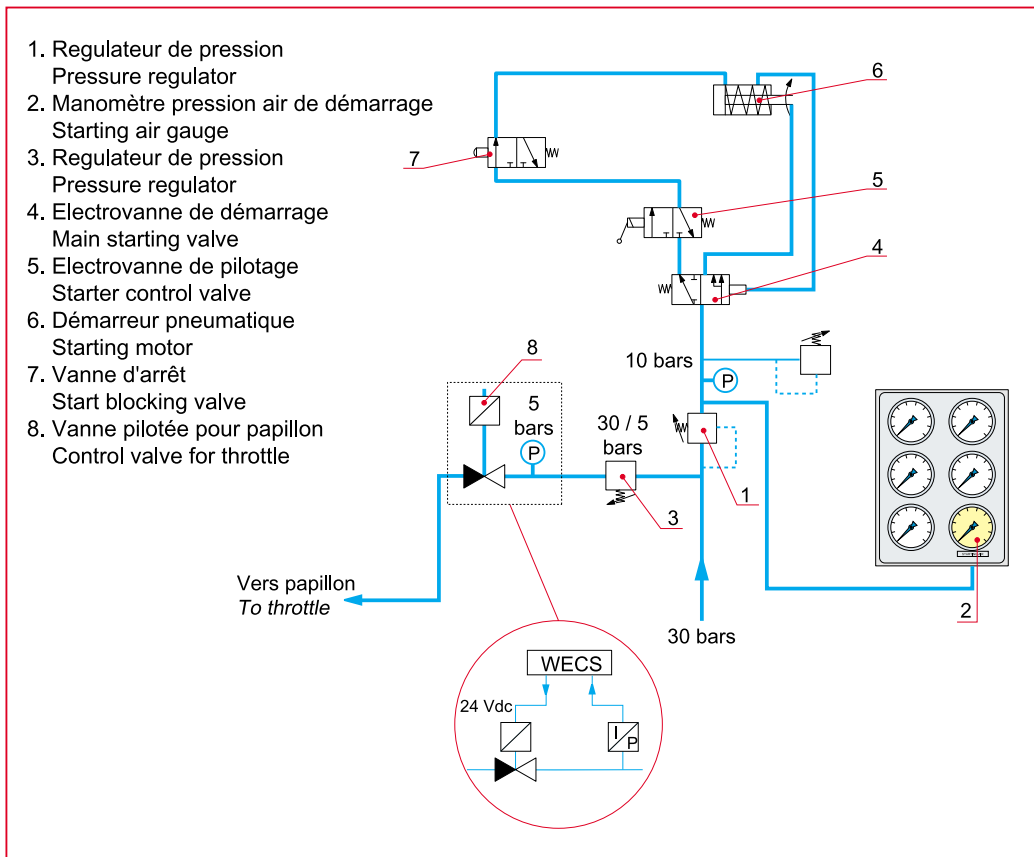 1. Regulateur de pression
Pressure regulator
2. Manomètre pression air de démarrage
Starting air gauge
3. Regulateur de pression
Pressure regulator
4. Electrovanne de démarrage
Main starting valve
5. Electrovanne de pilotage
Starter control valve
6. Démarreur pneumatique
Starting motor
7. Vanne d'arrêt
Start blocking valve
8. Vanne pilotée pour papillon
Control valve for throttle
6
7
5
4
8
10 bars
P
5
bars
P
30 / 5
bars
1
3
Vers papillon
To throttle
30 bars
2
WECS
24 Vdc
I/P